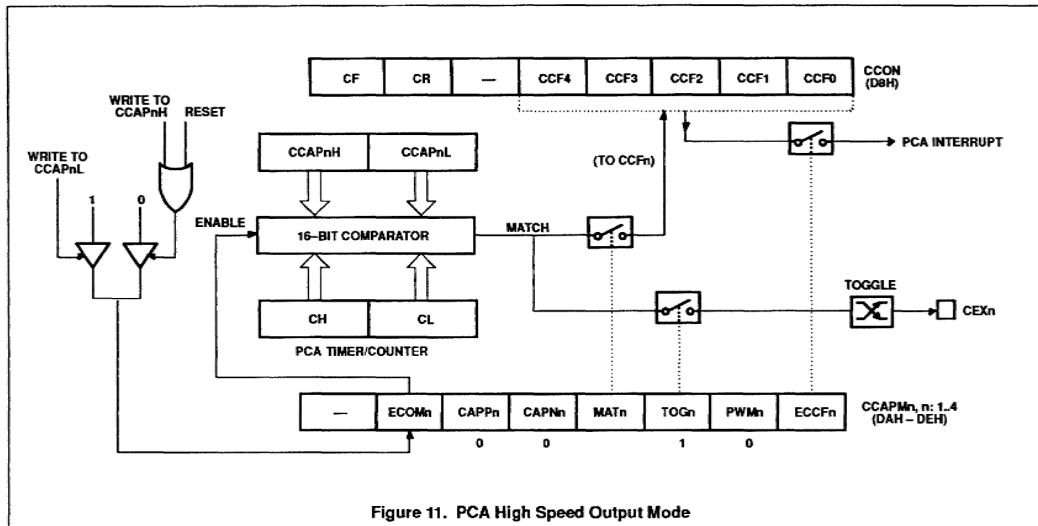 CF CR — CCF4 CCF3 CCF2 CCF1 CCF0 CCON
(D8H)
WRITE TO
CCAPnH RESET
WRITE TO
CCAPnL
1 0
CCAPnH CCAPnL
(TO CCFn)
PCA INTERRUPT
ENABLE
16–BIT COMPARATOR
MATCH
TOGGLE
CH CL
CEXn
PCA TIMER/COUNTER
— ECOMn CAPPn CAPNn MATn TOGn PWMn ECCFn CCAPMn, n: 1..4
(DAH – DEH)
0 0 1 0
Figure 11. PCA High Speed Output Mode